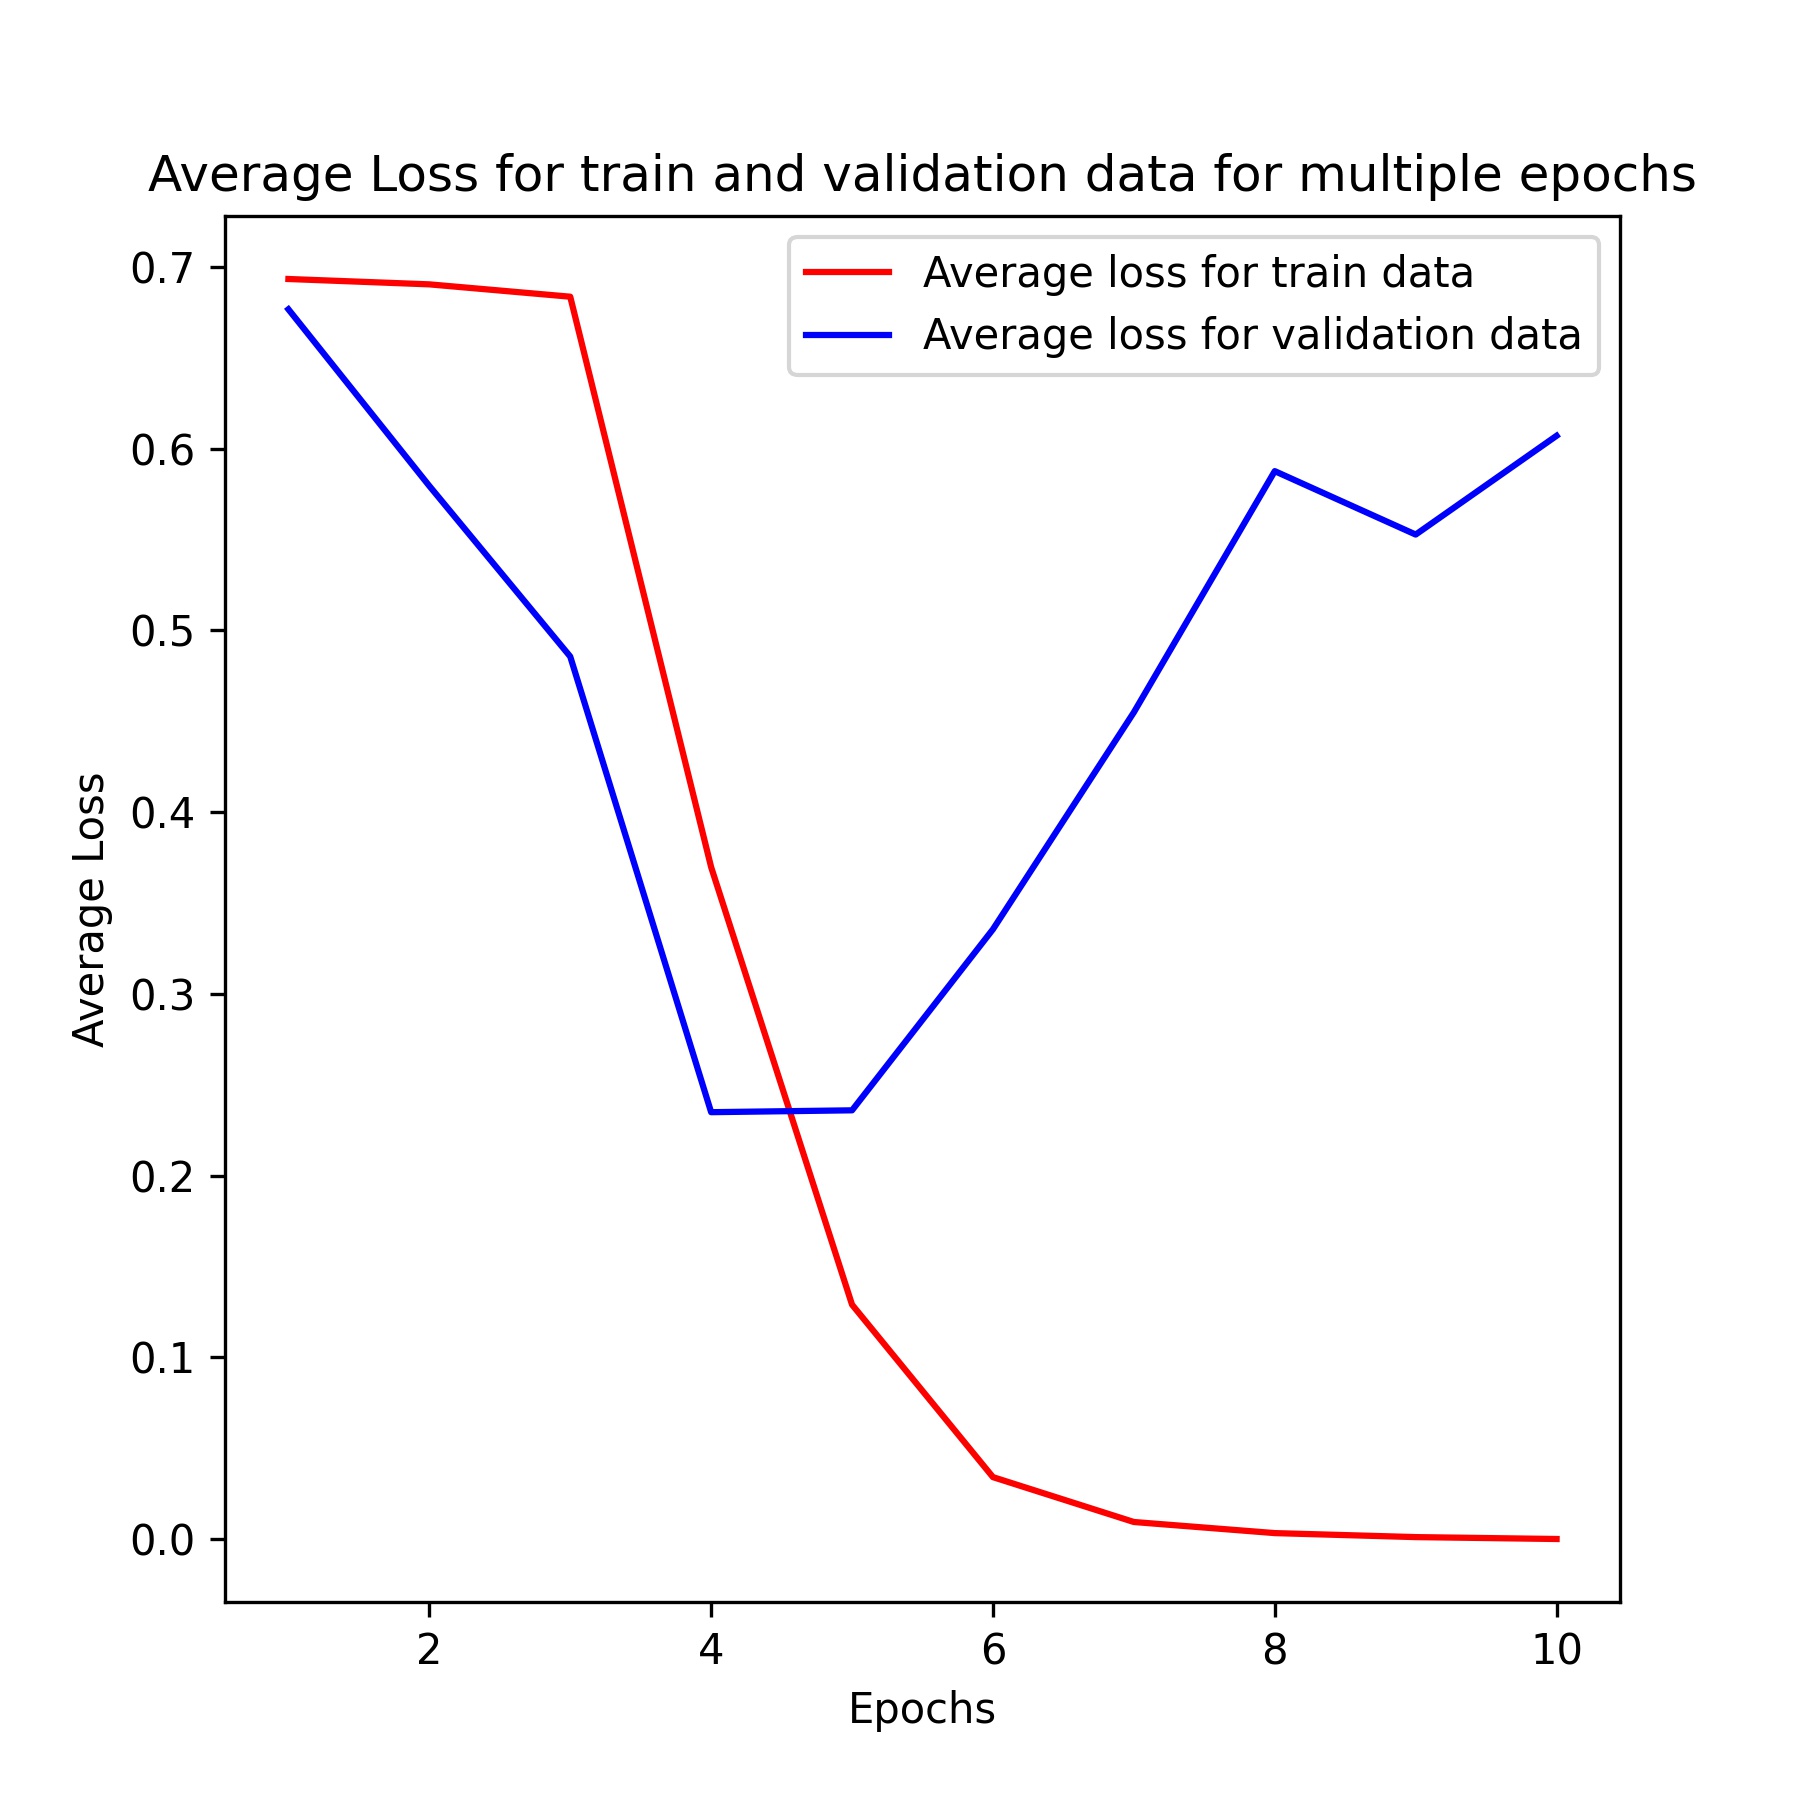 Average Loss for train and validation data for multiple epochs
Average loss for train data
Average loss for validation data
Average Loss
0.7
0.6
0.5
0.4
0.3
0.2
0.1
0.0
2 4 6 8 10
Epochs